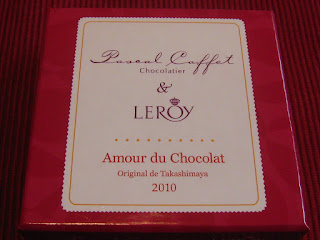 Pascal Caffet
Chocolatier
&
LEROY
Amour du Chocolat
Original de Takashimaya
2010